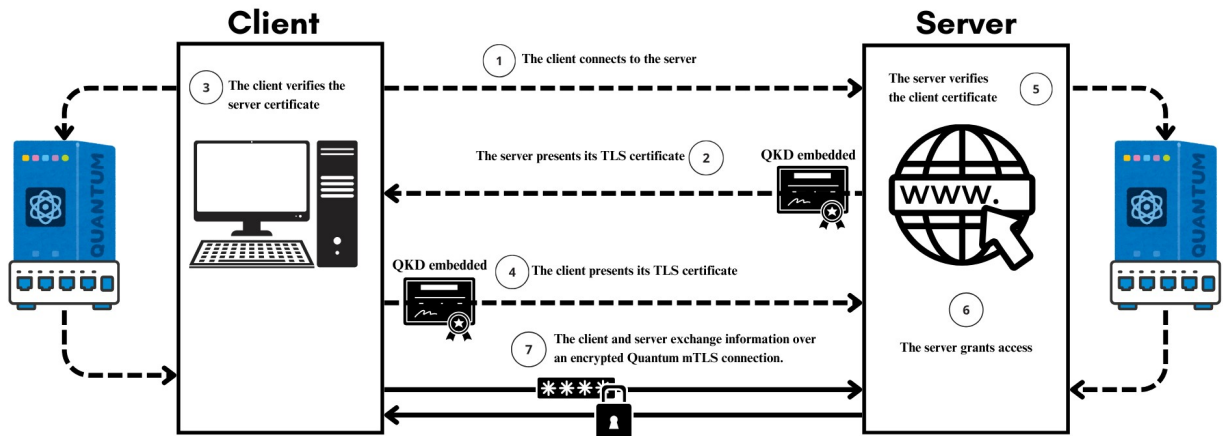 Client
Server
1
The client connects to the server
3
The client verifies the
server certificate
The server verifies
the client certificate
5
The server presents its TLS certificate
2
QKD embedded
QUANTUM
WWW.
QUANTUM
QKD embedded
4
The client presents its TLS certificate
6
The server grants access
7
The client and server exchange information over
an encrypted Quantum mTLS connection.
****